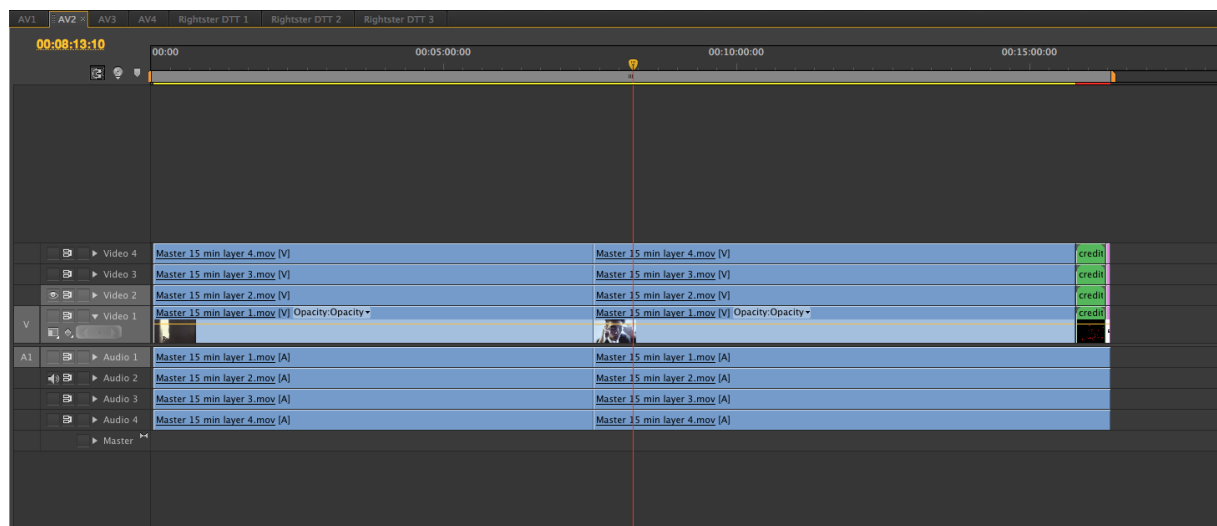 AV1 AV2 × AV3 AV4 Rightster DTT 1 Rightster DTT 2 Rightster DTT 3
00:08:13:10
00:00 00:05:00:00 00:10:00:00 00:15:00:00
Video 4 Master 15 min layer 4.mov [V] Master 15 min layer 4.mov [V] credit
Video 3 Master 15 min layer 3.mov [V] Master 15 min layer 3.mov [V] credit
Video 2 Master 15 min layer 2.mov [V] Master 15 min layer 2.mov [V] credit
V Video 1 Master 15 min layer 1.mov [V] Opacity:Opacity Master 15 min layer 1.mov [V] Opacity:Opacity credit
A1 Audio 1 Master 15 min layer 1.mov [A] Master 15 min layer 1.mov [A]
Audio 2 Master 15 min layer 2.mov [A] Master 15 min layer 2.mov [A]
Audio 3 Master 15 min layer 3.mov [A] Master 15 min layer 3.mov [A]
Audio 4 Master 15 min layer 4.mov [A] Master 15 min layer 4.mov [A]
Master